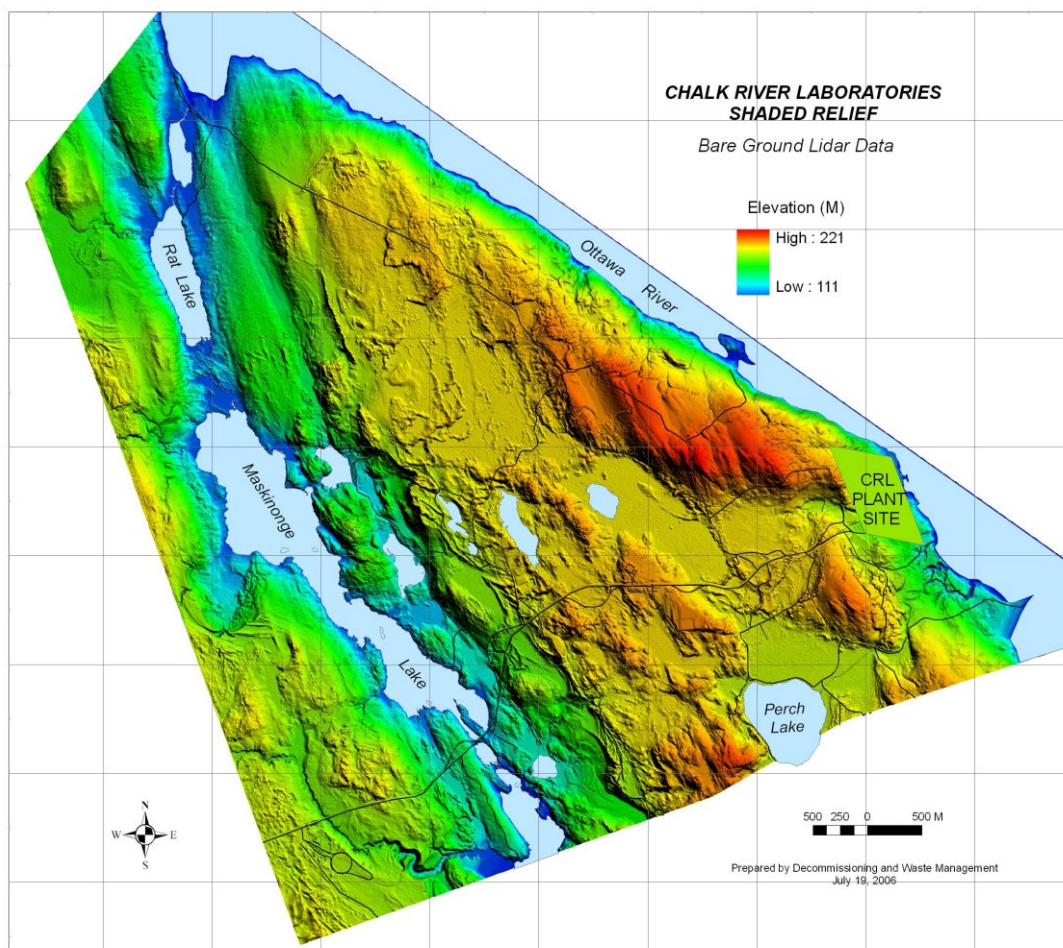 CHALK RIVER LABORATORIES
SHADED RELIEF
Bare Ground Lidar Data
Elevation (M)
High : 221
Low : 111
Ottawa
River
Rat Lake
Maskinonge
Lake
CRL
PLANT
SITE
Perch
Lake
N
W E
S
500 250 0 500 M
Prepared by Decommissioning and Waste Management
July 19, 2006